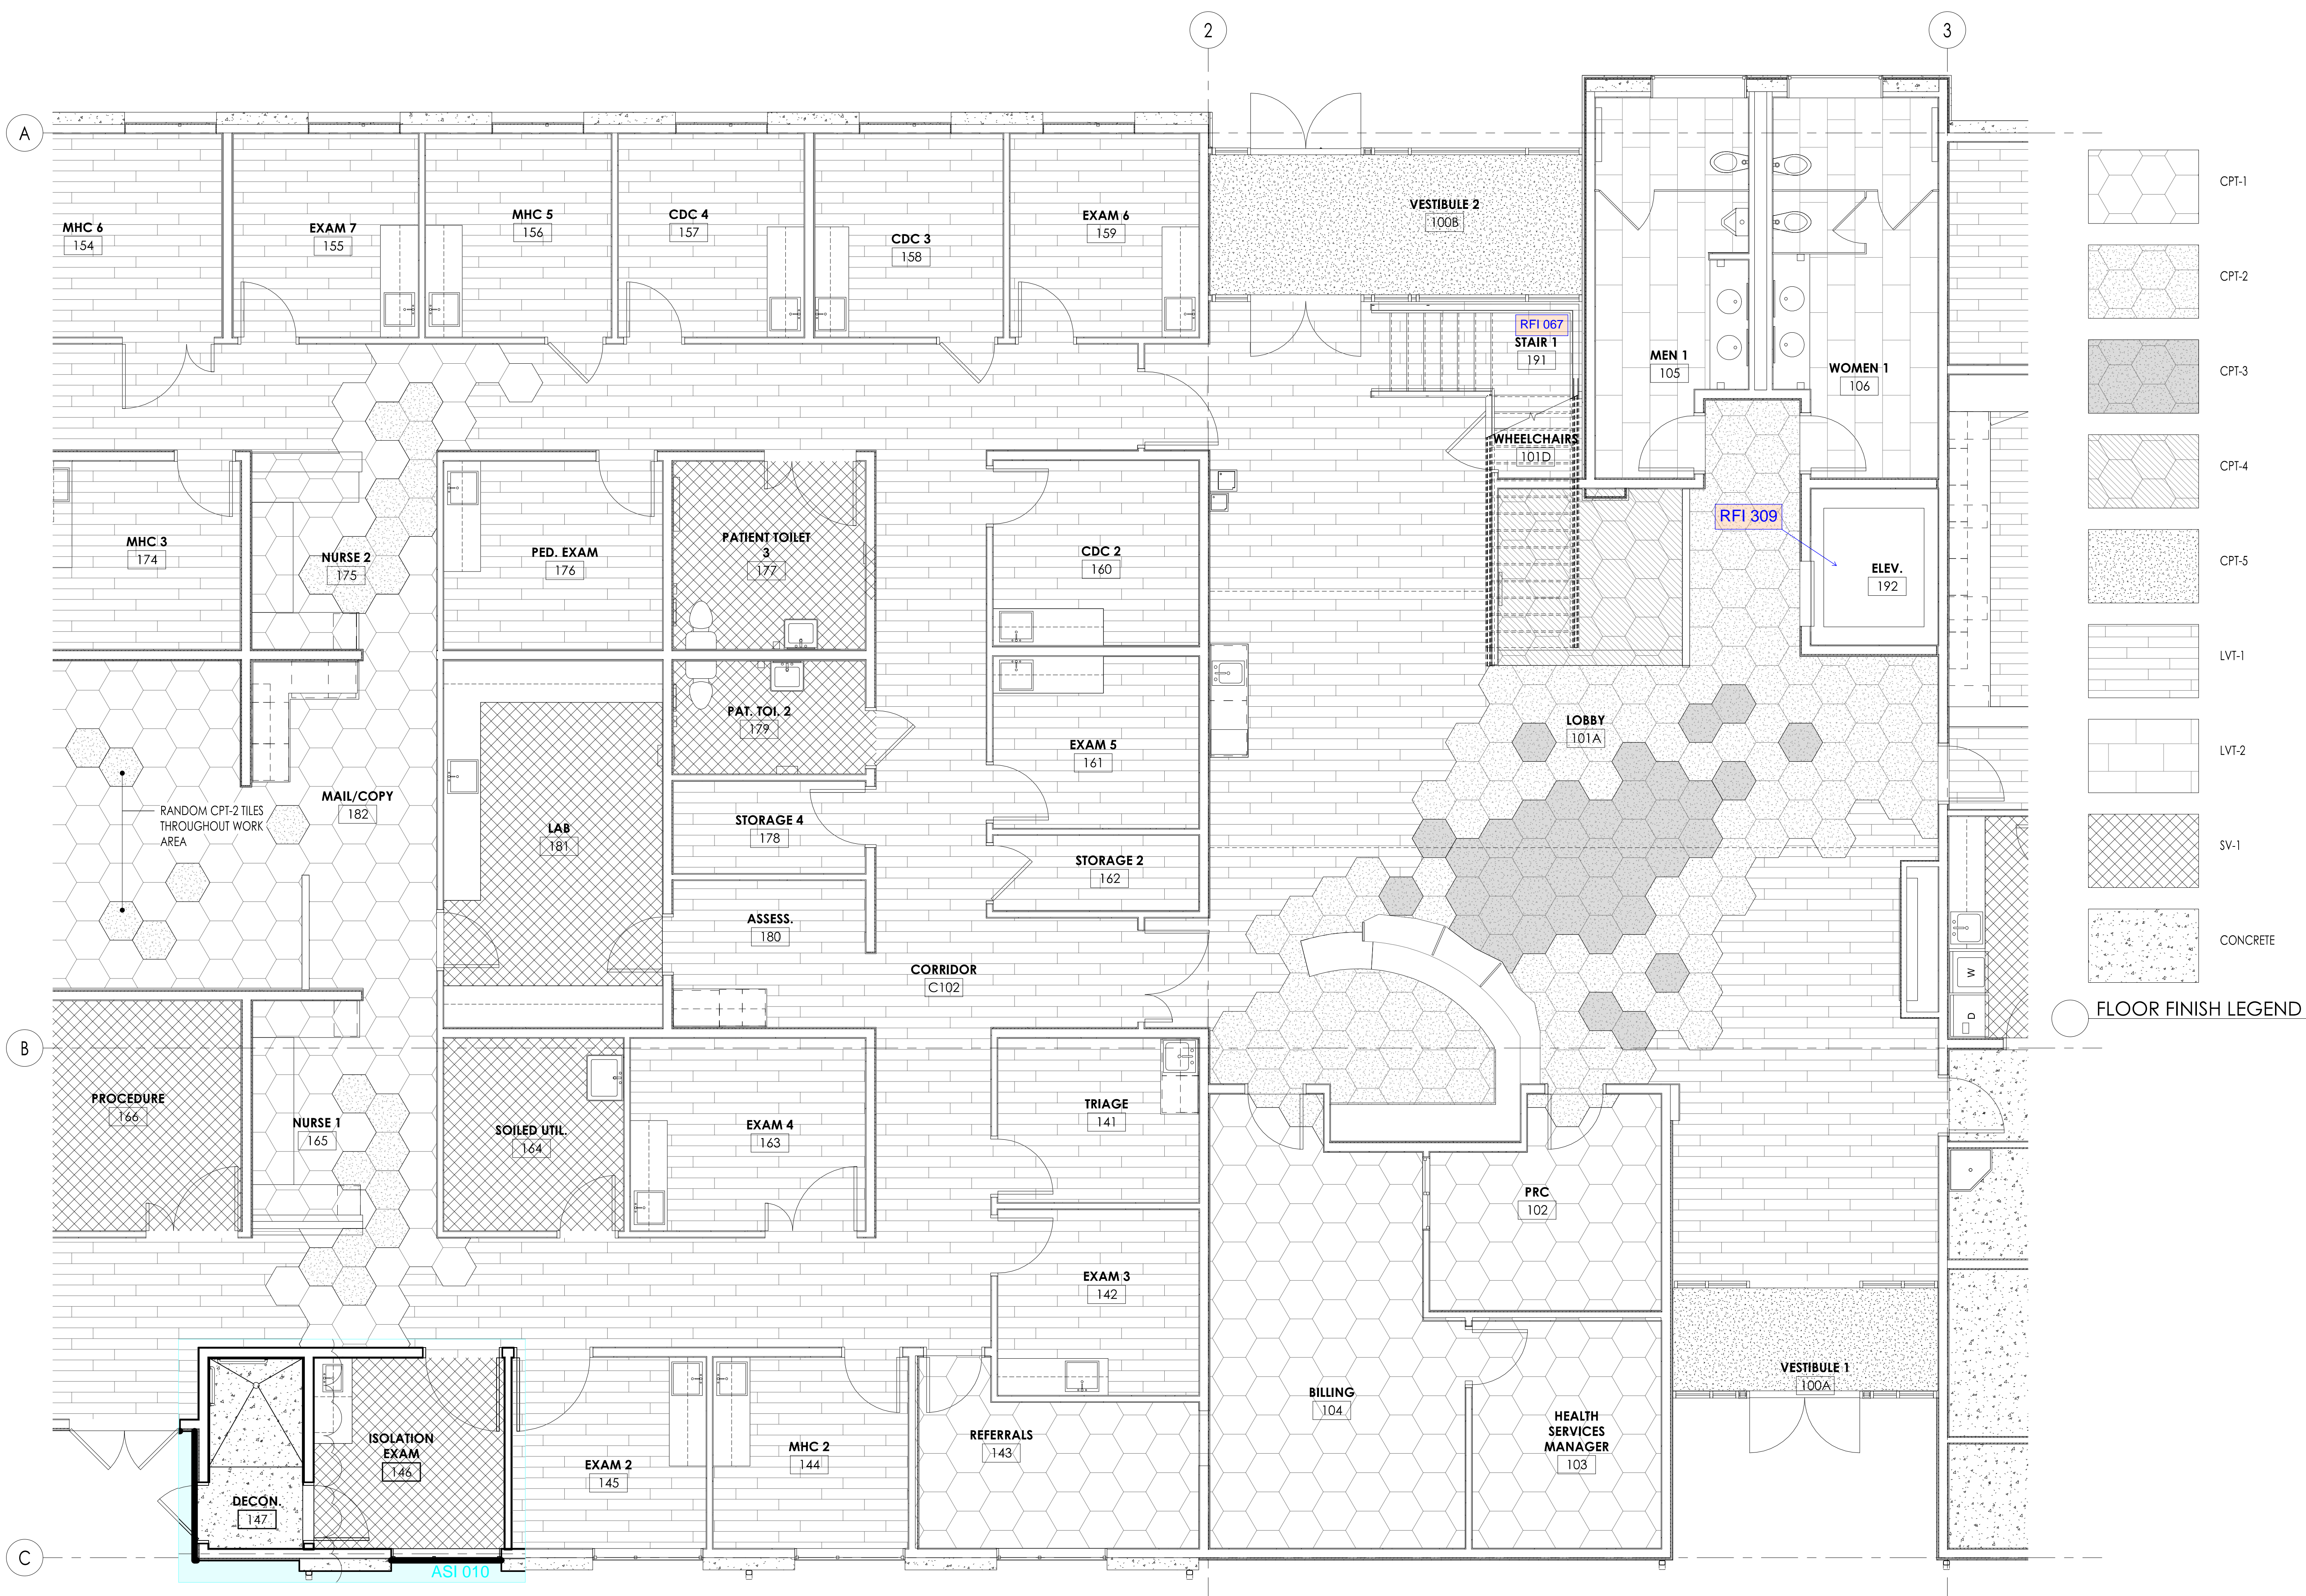 2
3
A
MHC 6
154
EXAM 7
155
MHC 5
156
CDC 4
157
CDC 3
158
EXAM 6
159
VESTIBULE 2
100B
RFI 067
STAIR 1
191
MEN 1
105
WOMEN 1
106
WHEELCHAIRS
101D
CPT-1
CPT-2
CPT-3
CPT-4
CPT-5
LVT-1
LVT-2
SV-1
CONCRETE
FLOOR FINISH LEGEND
MHC 3
174
NURSE 2
175
PED. EXAM
176
PATIENT TOILET
3
177
CDC 2
160
RFI 309
ELEV.
192
PAT. TOI. 2
179
LOBBY
101A
EXAM 5
161
MAIL/COPY
182
RANDOM CPT-2 TILES
THROUGHOUT WORK
AREA
LAB
181
STORAGE 4
178
STORAGE 2
162
ASSESS.
180
CORRIDOR
C102
W
D
B
PROCEDURE
166
NURSE 1
165
SOILED UTIL.
164
EXAM 4
163
TRIAGE
141
PRC
102
EXAM 3
142
VESTIBULE 1
100A
BILLING
104
HEALTH
SERVICES
MANAGER
103
REFERRALS
143
ISOLATION
EXAM
146
MHC 2
144
EXAM 2
145
DECON.
147
C
ASI 010